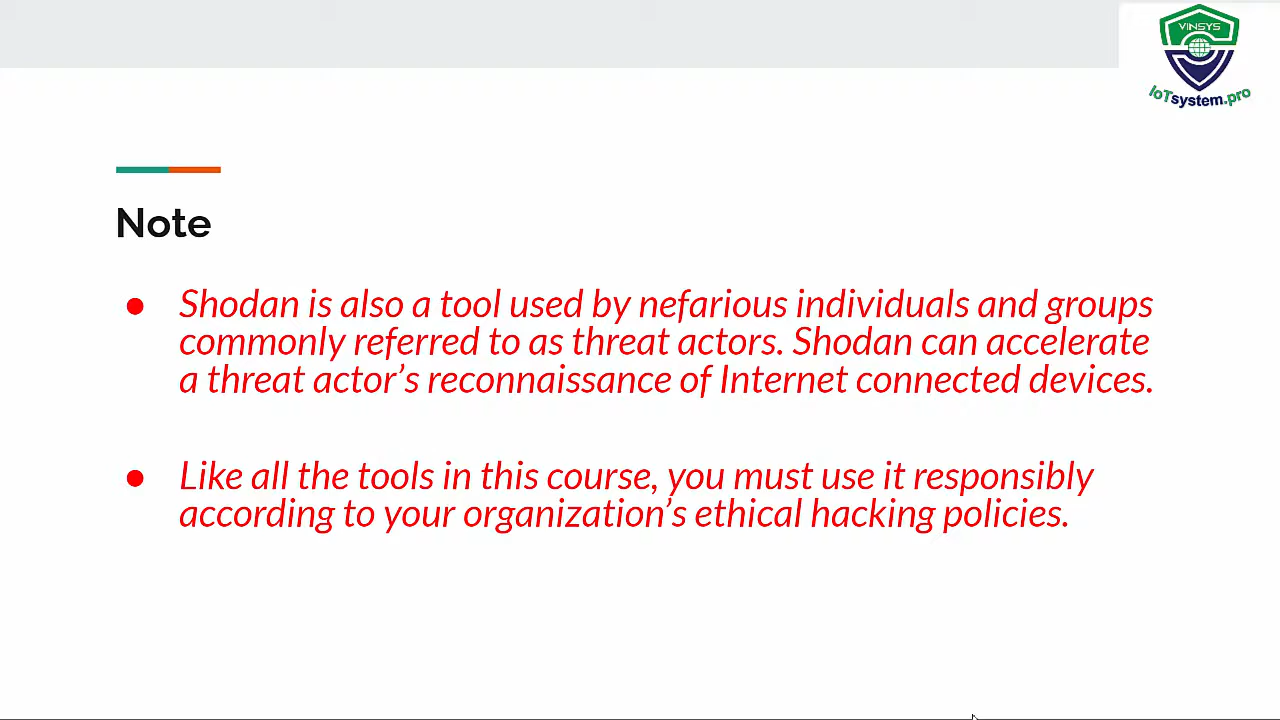 VINSYS
IoTsystem.pro
Note
● Shodan is also a tool used by nefarious individuals and groups
commonly referred to as threat actors. Shodan can accelerate
a threat actor’s reconnaissance of Internet connected devices.
● Like all the tools in this course, you must use it responsibly
according to your organization’s ethical hacking policies.